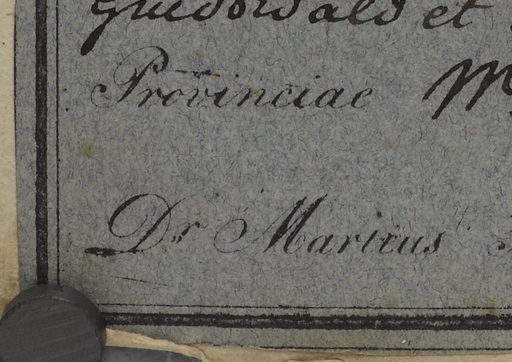 et
Provinciae M
Dr Martius